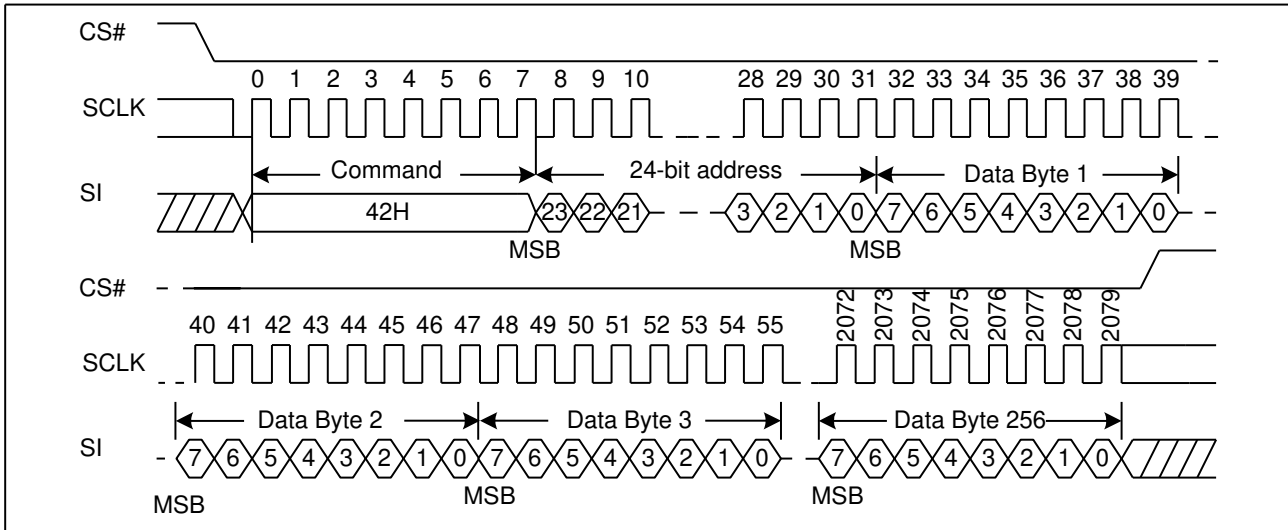 CS#
0 1 2 3 4 5 6 7 8 9 10 28 29 30 31 32 33 34 35 36 37 38 39
SCLK
Command 24-bit address Data Byte 1
SI
42H 23 22 21 3 2 1 0 7 6 5 4 3 2 1 0
MSB MSB
CS#
40 41 42 43 44 45 46 47 48 49 50 51 52 53 54 55 2072 2073 2074 2075 2076 2077 2078 2079
SCLK
Data Byte 2 Data Byte 3 Data Byte 256
SI
7 6 5 4 3 2 1 0 7 6 5 4 3 2 1 0 7 6 5 4 3 2 1 0
MSB MSB MSB